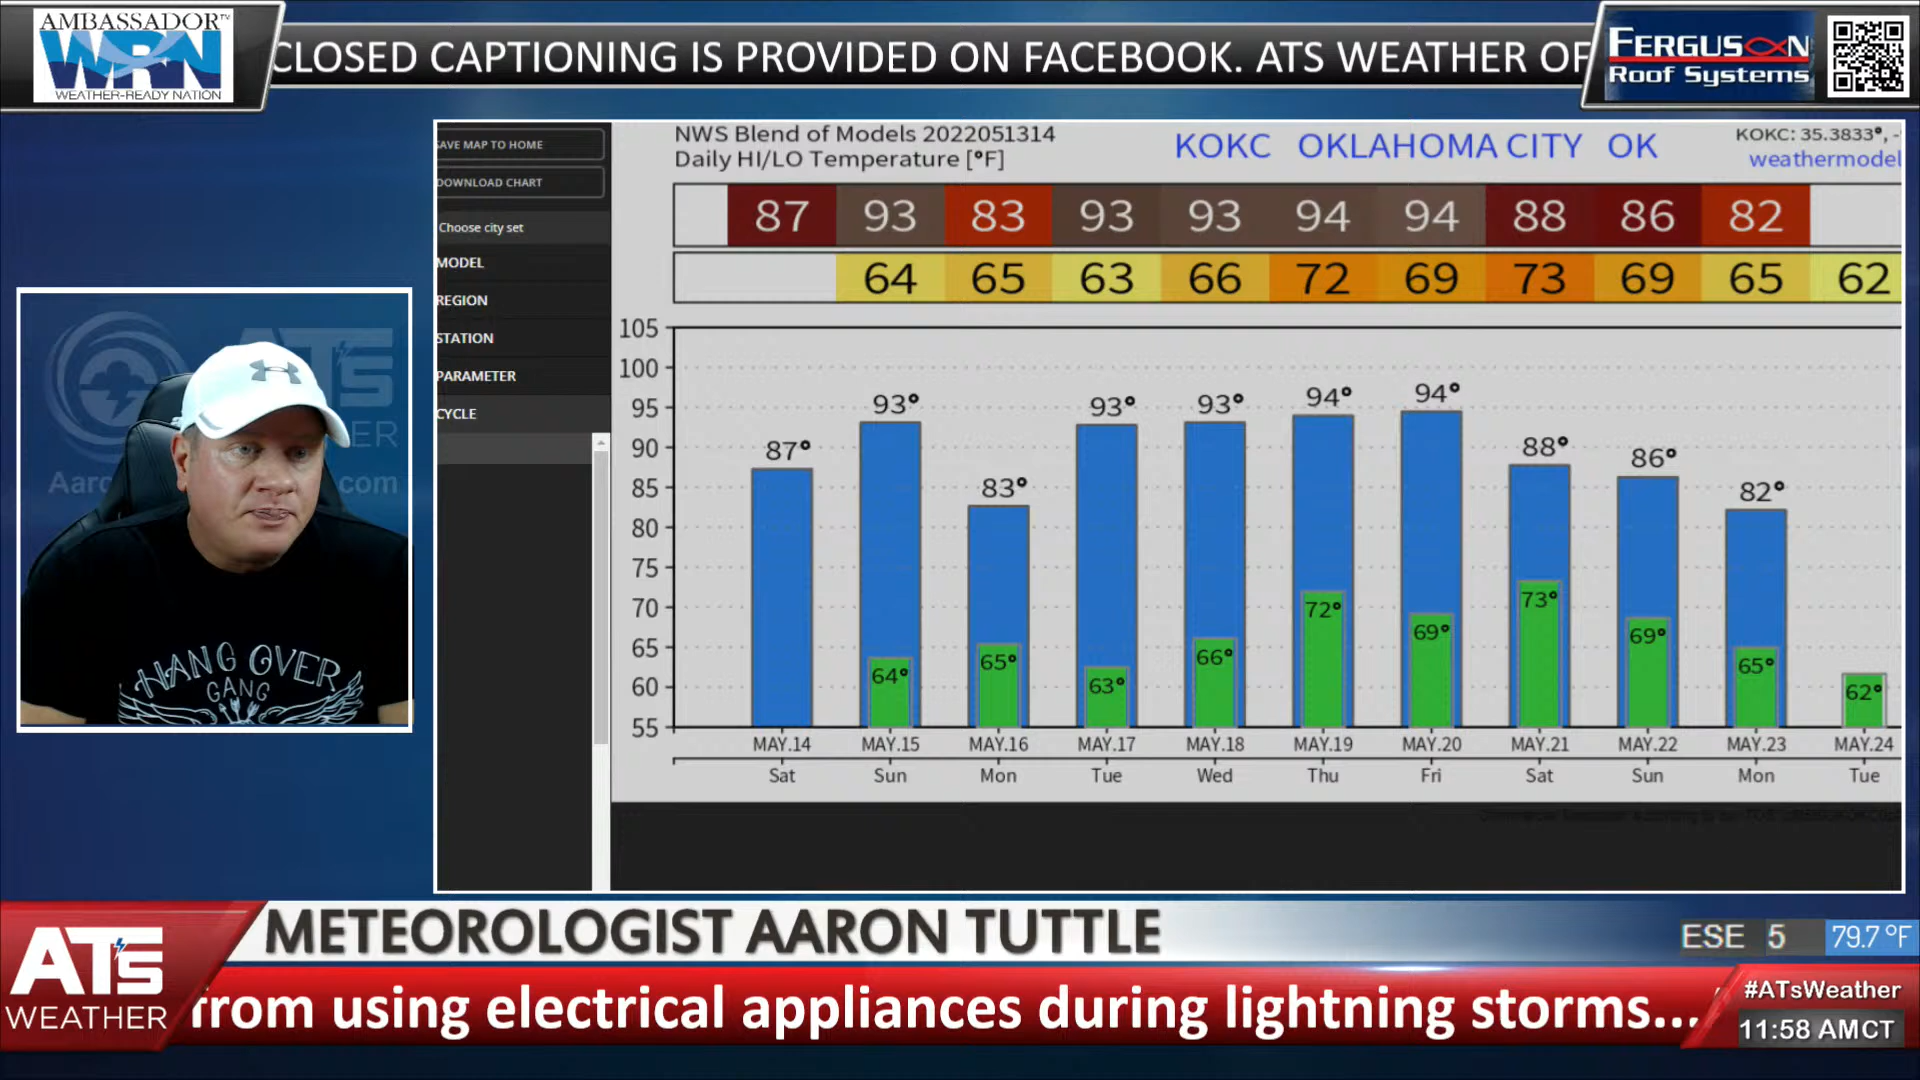 AMBASSADOR™
WRN
WEATHER-READY NATION
CLOSED CAPTIONING IS PROVIDED ON FACEBOOK. ATS WEATHER OF
FERGUSON
Roof Systems
SAVE MAP TO HOME
DOWNLOAD CHART
Choose city set
MODEL
REGION
STATION
PARAMETER
CYCLE
NWS Blend of Models 2022051314
Daily HI/LO Temperature [°F]
KOKC OKLAHOMA CITY OK
KOKC: 35.3833°, -
weathermodel
87 93 83 93 93 94 94 88 86 82
64 65 63 66 72 69 73 69 65 62
105
100
95
90
85
80
75
70
65
60
55
87° 93° 83° 93° 93° 94° 94° 88° 86° 82°
64° 65° 63° 66° 72° 69° 73° 69° 65° 62°
MAY.14 MAY.15 MAY.16 MAY.17 MAY.18 MAY.19 MAY.20 MAY.21 MAY.22 MAY.23 MAY.24
Sat Sun Mon Tue Wed Thu Fri Sat Sun Mon Tue
ATS
ER
Aaro
.com
HANG OVER
GANG
METEOROLOGIST AARON TUTTLE
ESE 5
79.7 °F
ATS
WEATHER
from using electrical appliances during lightning storms...
#ATsWeather
11:58 AMCT